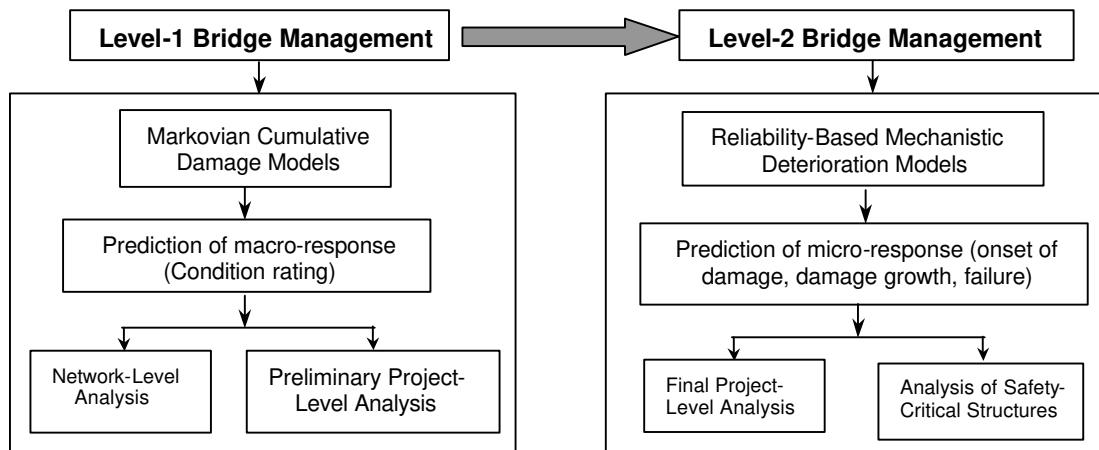 Level-1 Bridge Management
Level-2 Bridge Management
Markovian Cumulative
Damage Models
Prediction of macro-response
(Condition rating)
Network-Level
Analysis
Preliminary Project-
Level Analysis
Reliability-Based Mechanistic
Deterioration Models
Prediction of micro-response (onset of
damage, damage growth, failure)
Final Project-
Level Analysis
Analysis of Safety-
Critical Structures